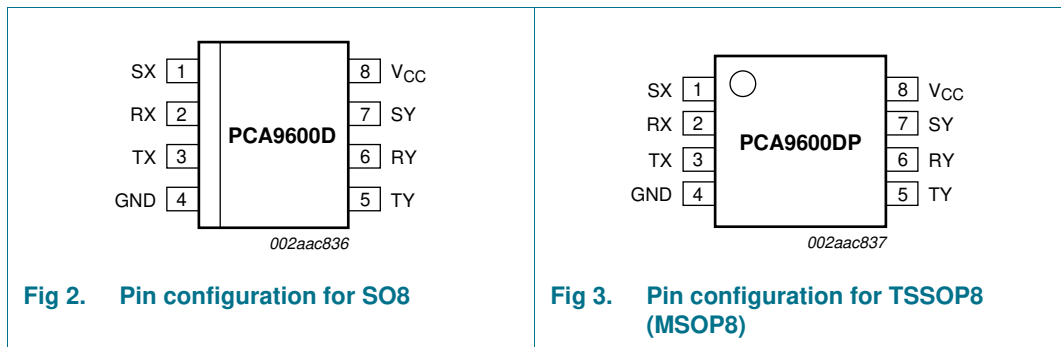 SX 1
RX 2
TX 3
GND 4
PCA9600D
8 VCC
7 SY
6 RY
5 TY
002aac836
Fig 2. Pin configuration for SO8
SX 1
RX 2
TX 3
GND 4
PCA9600DP
8 VCC
7 SY
6 RY
5 TY
002aac837
Fig 3. Pin configuration for TSSOP8
(MSOP8)